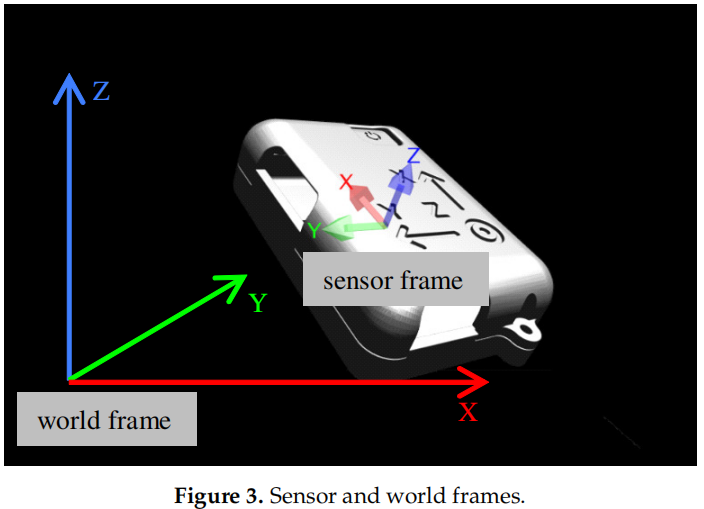 Z
Z
X
Y
sensor frame
Y
X
world frame
Figure 3. Sensor and world frames.